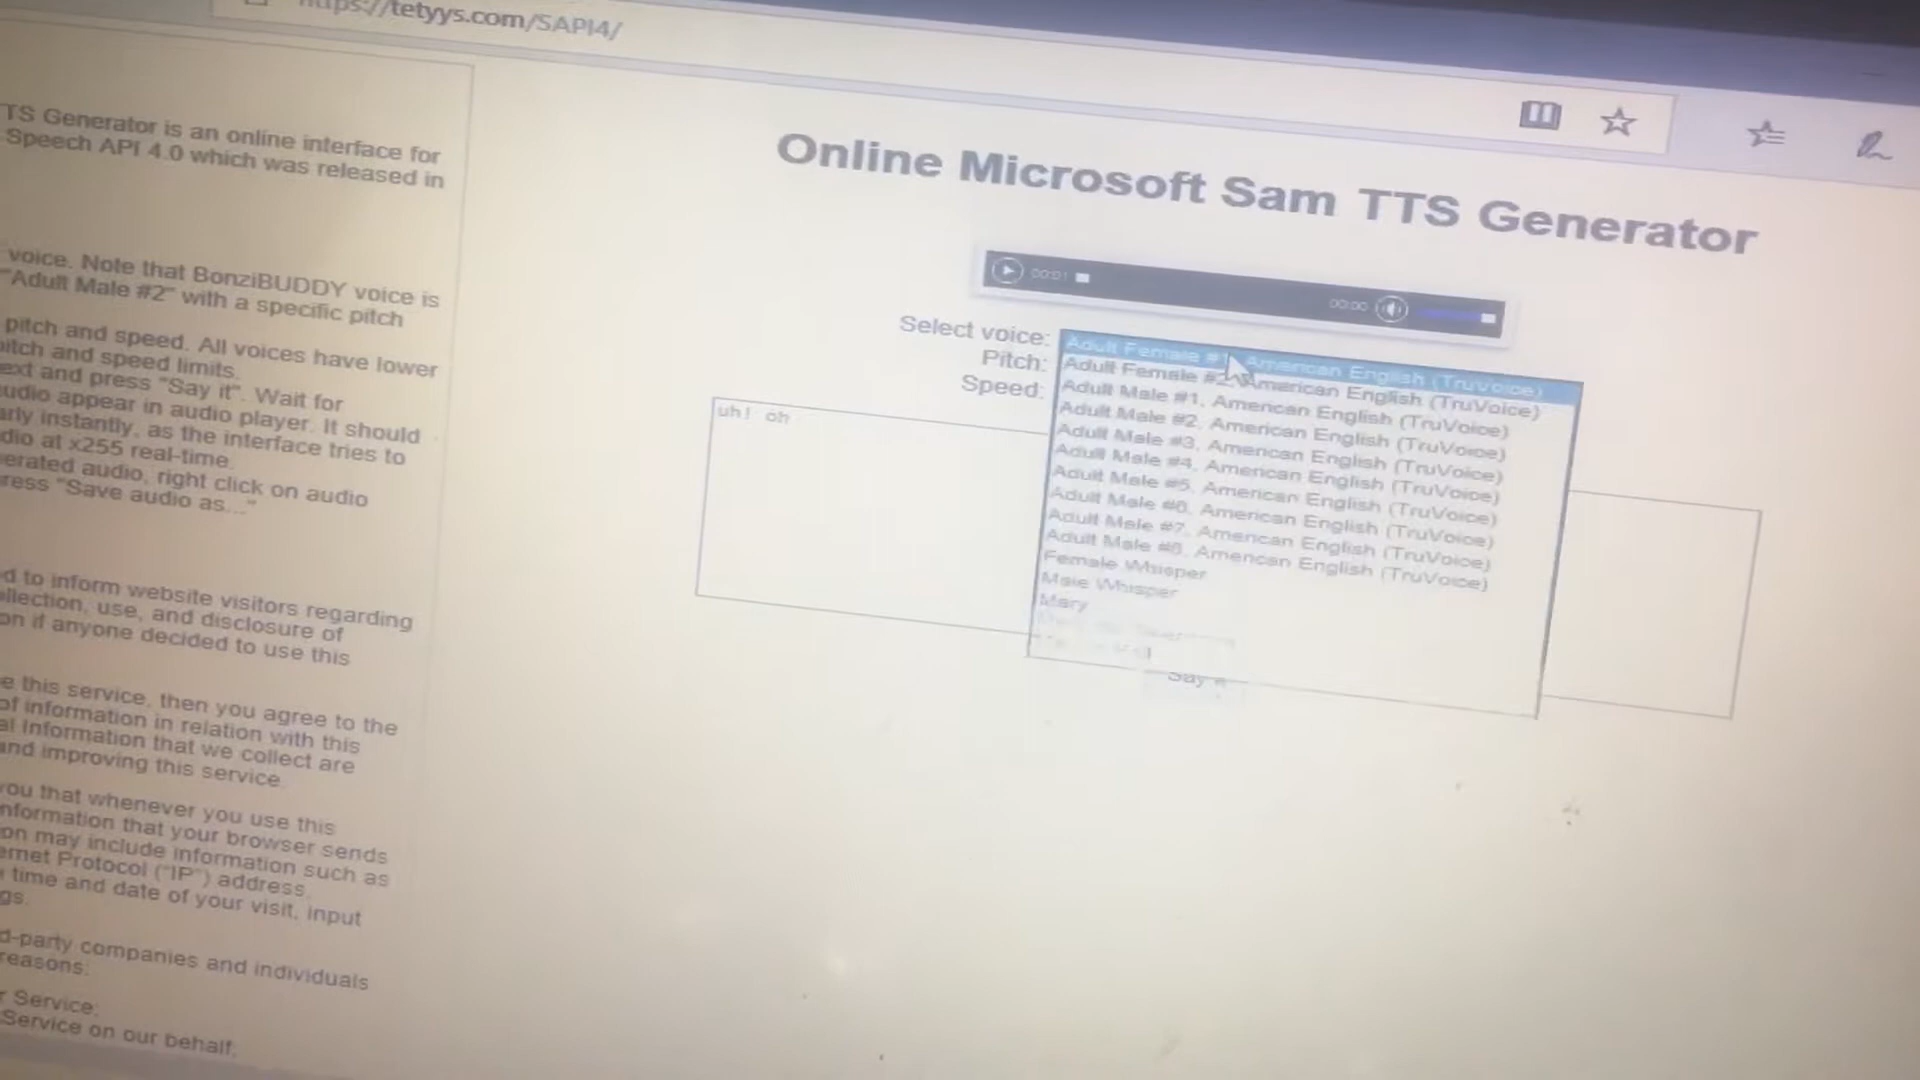 https://tetyys.com/SAPI4/
TS Generator is an online interface for
Speech API 4.0 which was released in
voice. Note that BonziBUDDY voice is
"Adult Male #2" with a specific pitch
pitch and speed. All voices have lower
pitch and speed limits.
ext and press "Say it". Wait for
udio appear in audio player. It should
arly instantly, as the interface tries to
dio at x255 real-time.
erated audio, right click on audio
ress "Save audio as..."
d to inform website visitors regarding
ollection, use, and disclosure of
on if anyone decided to use this
e this service, then you agree to the
of information in relation with this
al Information that we collect are
and improving this service.
you that whenever you use this
nformation that your browser sends
on may include information such as
ernet Protocol ("IP") address,
time and date of your visit, input
gs.
d-party companies and individuals
reasons:
r Service;
Service on our behalf;
Online Microsoft Sam TTS Generator
00:01
00:00
Select voice:
Pitch:
Speed:
Adult Female #1, American English (TruVoice)
Adult Female #2, American English (TruVoice)
Adult Male #1, American English (TruVoice)
Adult Male #2, American English (TruVoice)
Adult Male #3, American English (TruVoice)
Adult Male #4, American English (TruVoice)
Adult Male #5, American English (TruVoice)
Adult Male #6, American English (TruVoice)
Adult Male #7, American English (TruVoice)
Adult Male #8, American English (TruVoice)
Female Whisper
Male Whisper
Mary
uh! oh
Say it